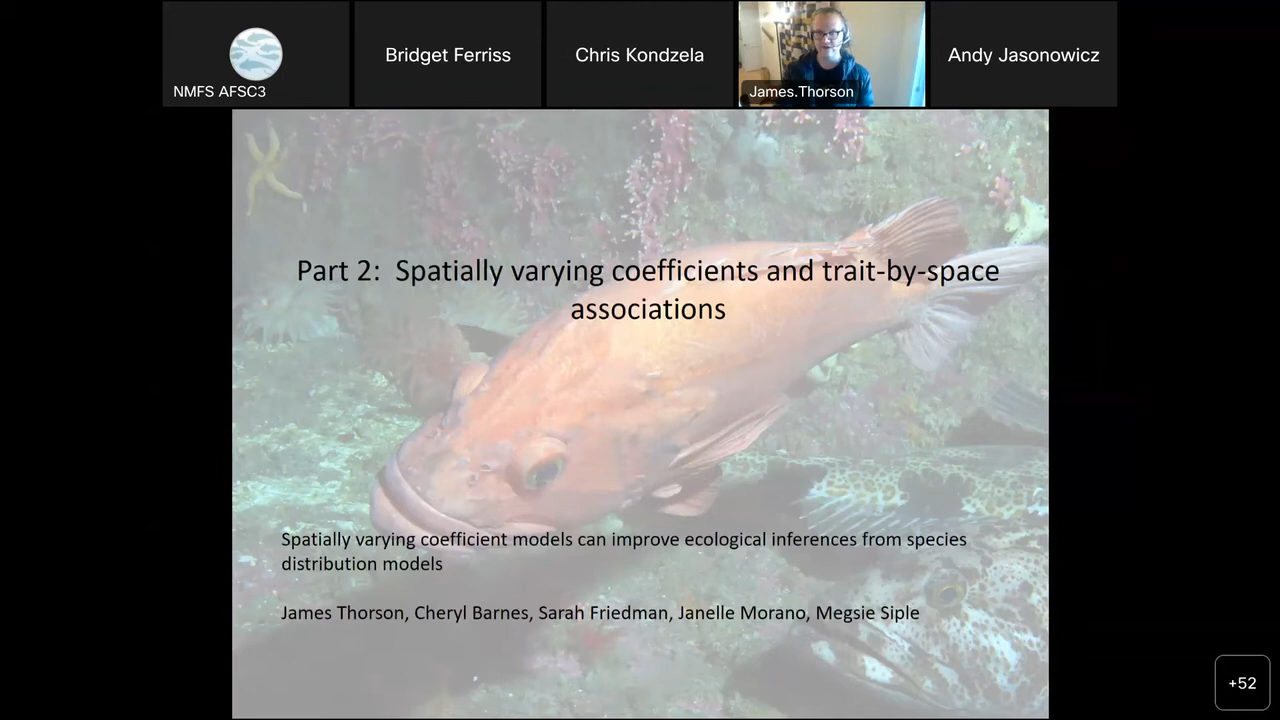 NMFS AFSC3
Bridget Ferriss
Chris Kondzela
James.Thorson
Andy Jasonowicz
Part 2:  Spatially varying coefficients and trait-by-space
associations
Spatially varying coefficient models can improve ecological inferences from species
distribution models
James Thorson, Cheryl Barnes, Sarah Friedman, Janelle Morano, Megsie Siple
+52